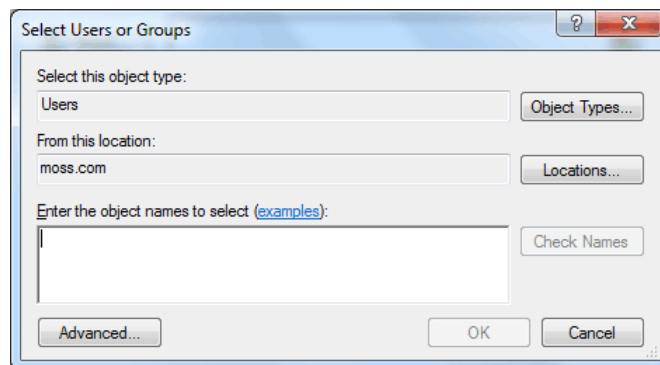 Select Users or Groups
Select this object type:
Users
Object Types...
From this location:
moss.com
Locations...
Enter the object names to select (examples):
Check Names
Advanced...
OK
Cancel